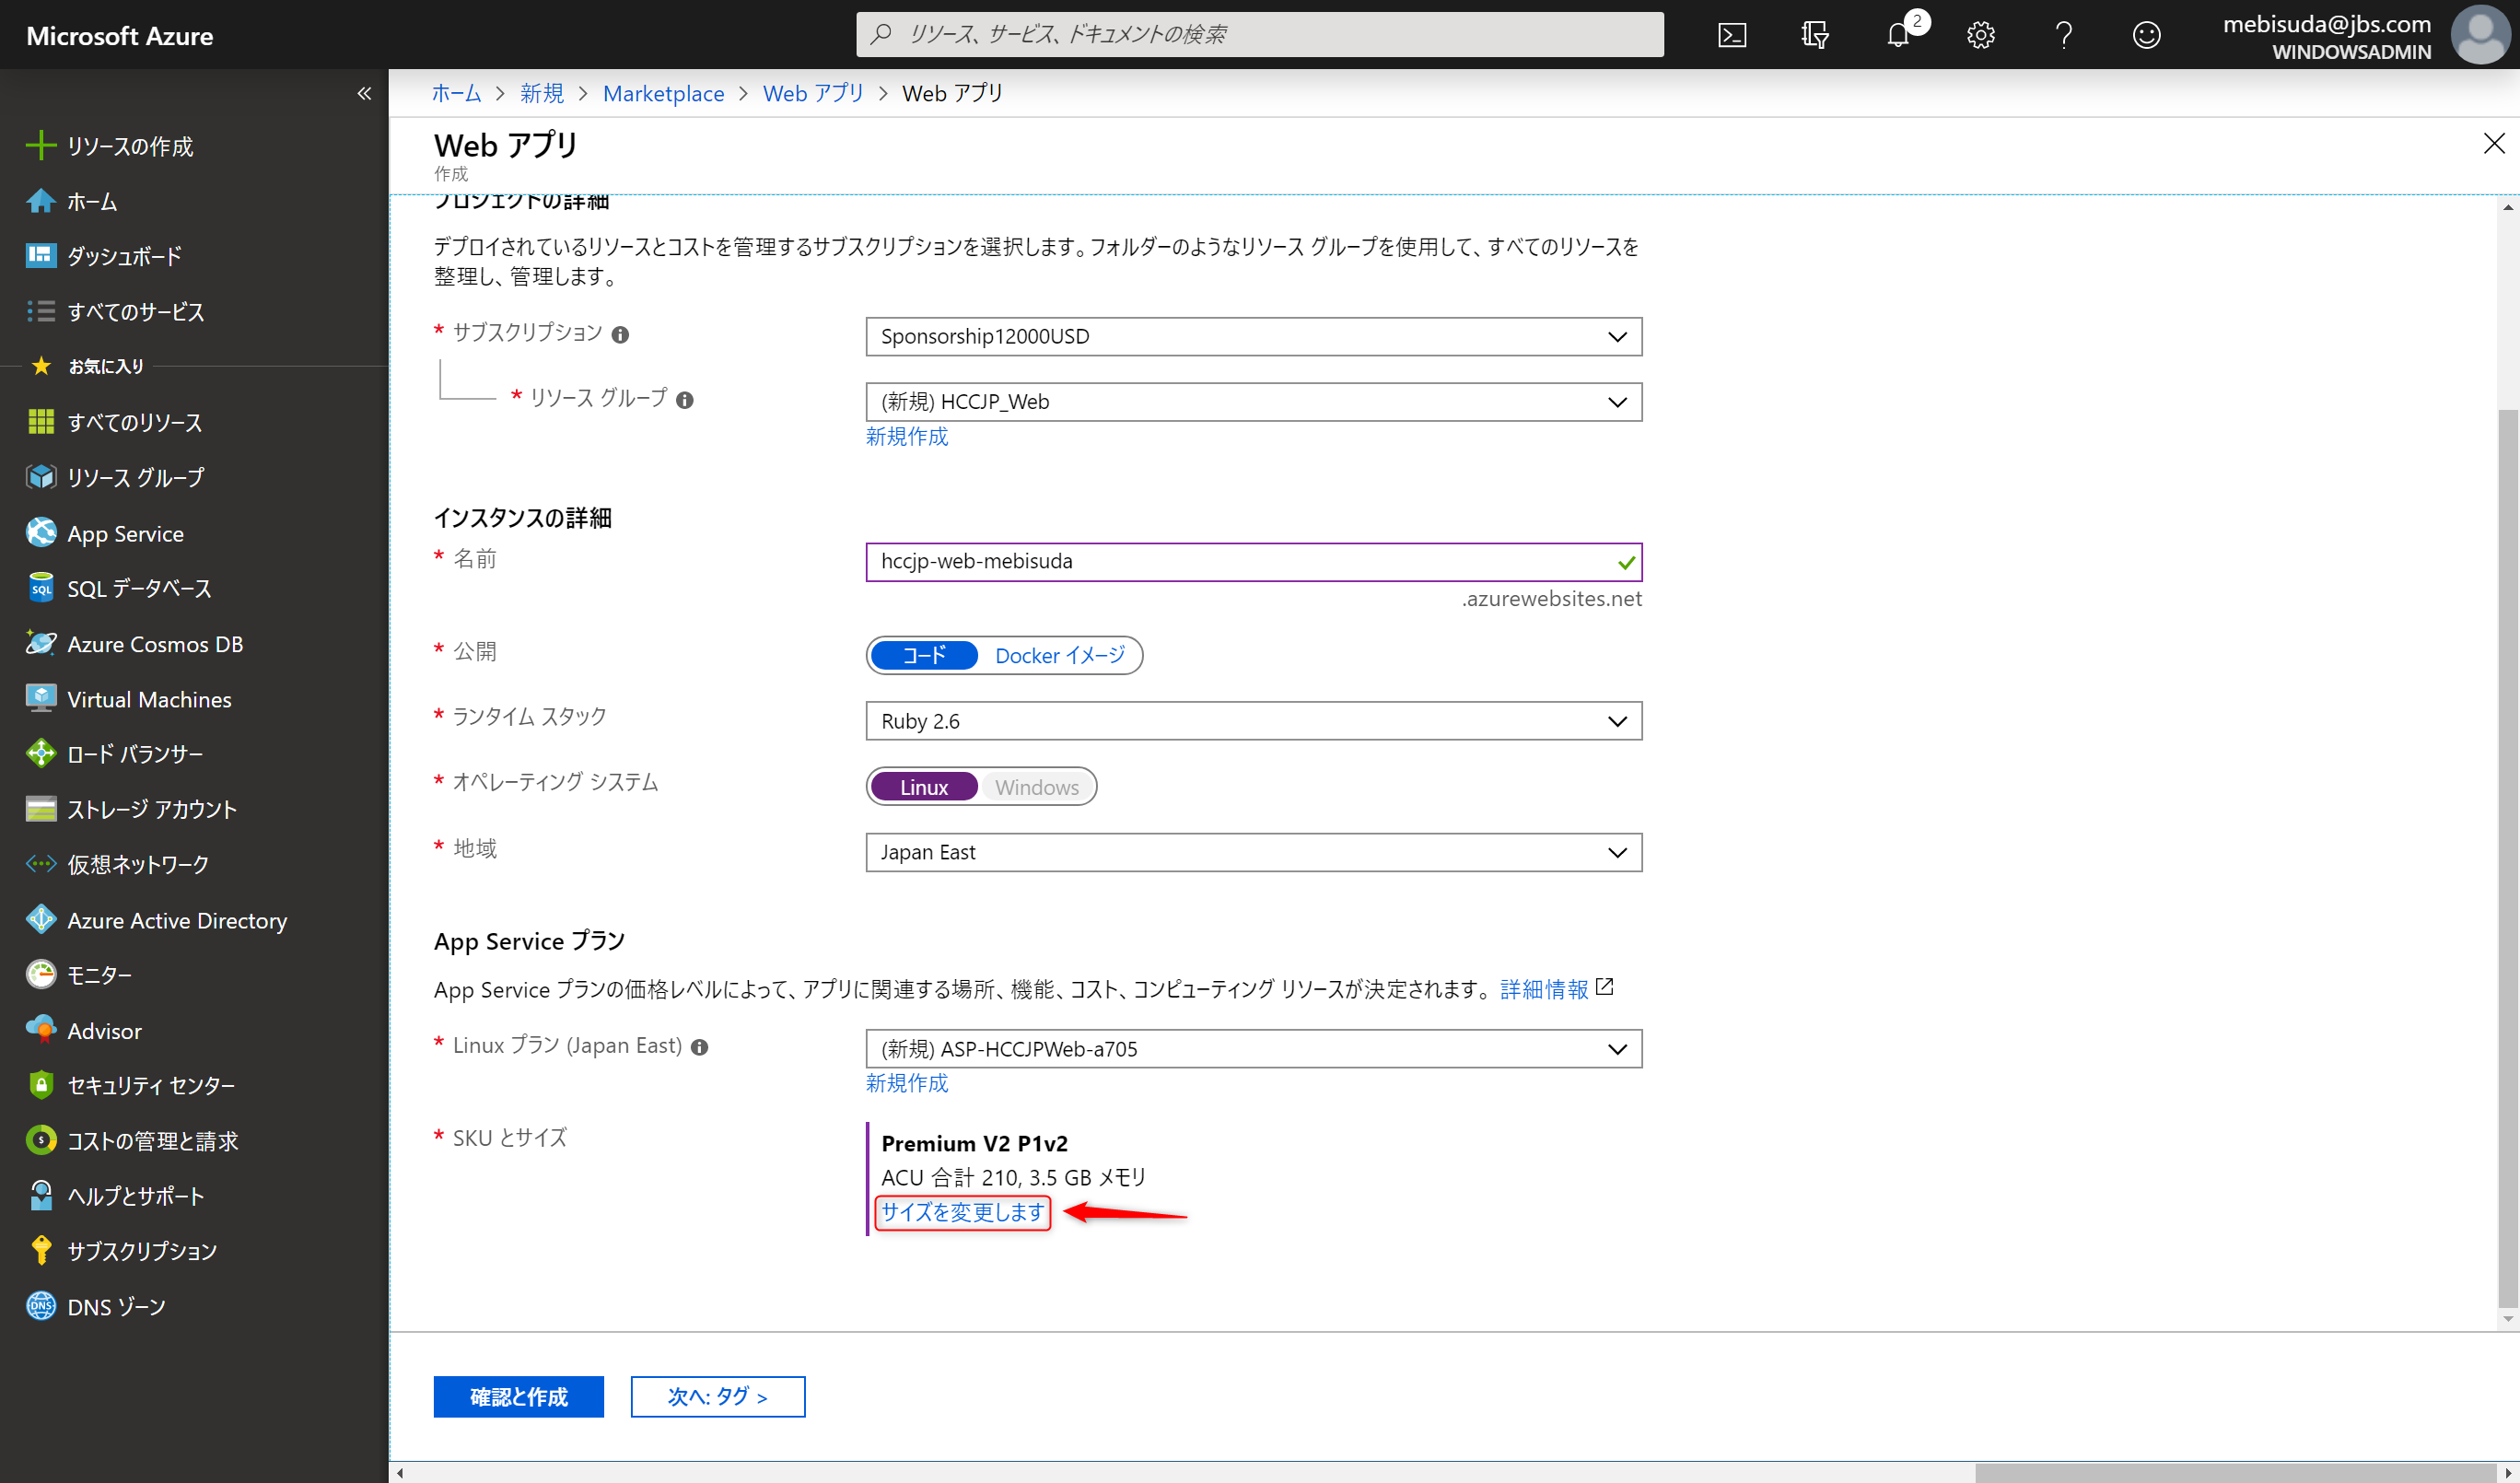 Microsoft Azure
リソース、サービス、ドキュメントの検索
2
mebisuda@jbs.com
WINDOWSADMIN
«
リソースの作成
ホーム
ダッシュボード
すべてのサービス
お気に入り
すべてのリソース
リソース グループ
App Service
SQL データベース
Azure Cosmos DB
Virtual Machines
ロード バランサー
ストレージ アカウント
仮想ネットワーク
Azure Active Directory
モニター
Advisor
セキュリティ センター
コストの管理と請求
ヘルプとサポート
サブスクリプション
DNS ゾーン
ホーム > 新規 > Marketplace > Web アプリ > Web アプリ
Web アプリ
作成
プロジェクトの詳細
デプロイされているリソースとコストを管理するサブスクリプションを選択します。フォルダーのようなリソース グループを使用して、すべてのリソースを
整理し、管理します。
* サブスクリプション
Sponsorship12000USD
* リソース グループ
(新規) HCCJP_Web
新規作成
インスタンスの詳細
* 名前
hccjp-web-mebisuda
.azurewebsites.net
* 公開
コード Docker イメージ
* ランタイム スタック
Ruby 2.6
* オペレーティング システム
Linux Windows
* 地域
Japan East
App Service プラン
App Service プランの価格レベルによって、アプリに関連する場所、機能、コスト、コンピューティング リソースが決定されます。 詳細情報
* Linux プラン (Japan East)
(新規) ASP-HCCJPWeb-a705
新規作成
* SKU とサイズ
Premium V2 P1v2
ACU 合計 210, 3.5 GB メモリ
サイズを変更します
確認と作成
次へ: タグ >